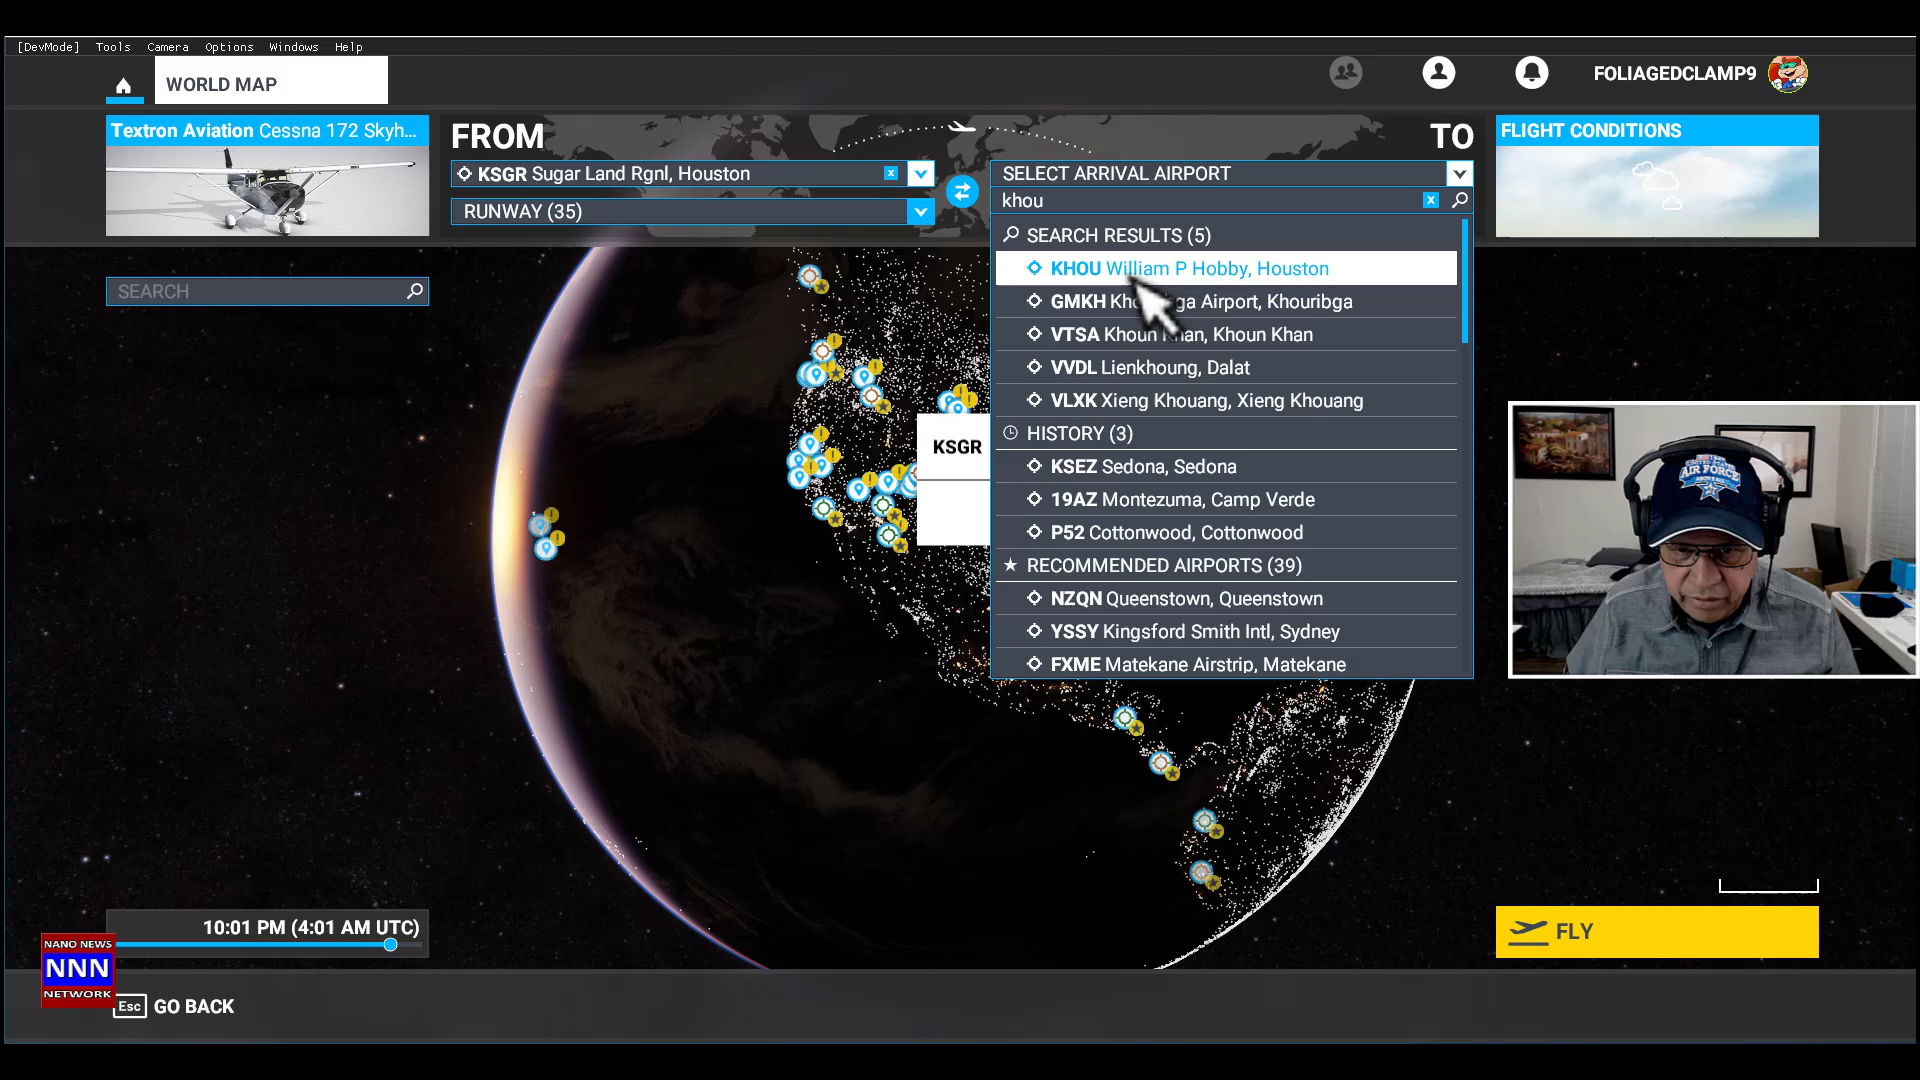 [DevMode] Tools Camera Options Windows Help
WORLD MAP
FOLIAGEDCLAMP9
Textron Aviation Cessna 172 Skyh...
FROM
KSGR Sugar Land Rgnl, Houston
RUNWAY (35)
TO
SELECT ARRIVAL AIRPORT
khou
FLIGHT CONDITIONS
SEARCH
SEARCH RESULTS (5)
KHOU William P Hobby, Houston
GMKH Airport, Khouribga
VTSA Khoun Khan, Khoun Khan
VVDL Lienkhoung, Dalat
VLXK Xieng Khouang, Xieng Khouang
HISTORY (3)
KSEZ Sedona, Sedona
19AZ Montezuma, Camp Verde
P52 Cottonwood, Cottonwood
RECOMMENDED AIRPORTS (39)
NZQN Queenstown, Queenstown
YSSY Kingsford Smith Intl, Sydney
FXME Matekane Airstrip, Matekane
KSGR
UNITED STATES
AIR FORCE
10:01 PM (4:01 AM UTC)
FLY
NANO NEWS
NNN
NETWORK
Esc GO BACK